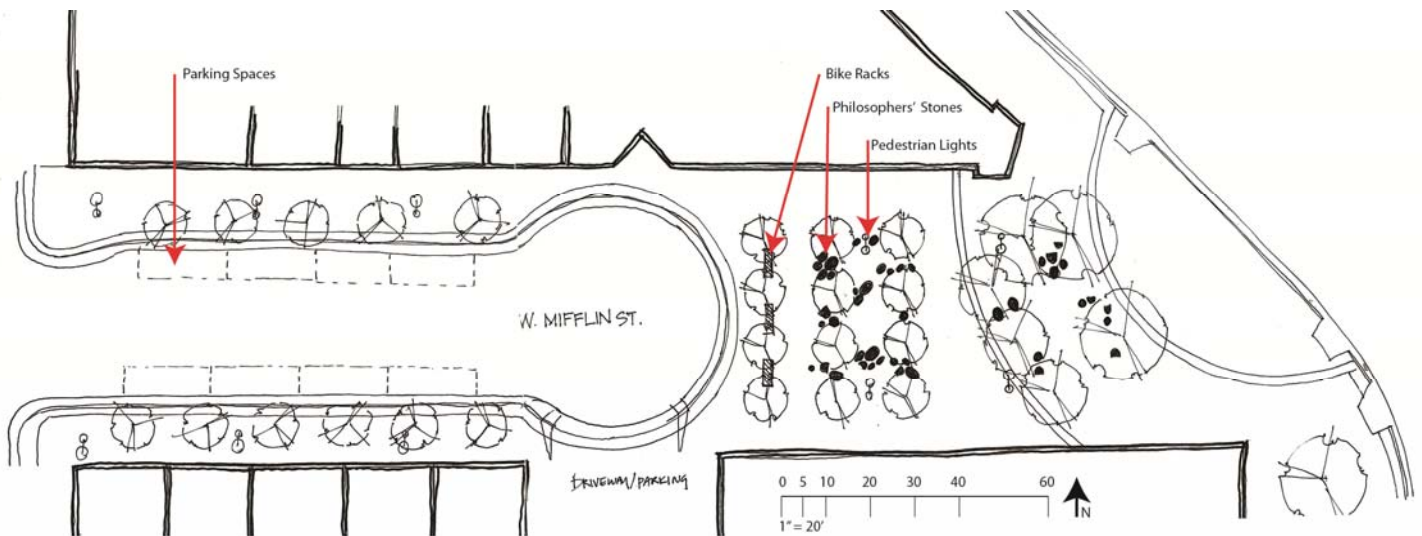 Parking Spaces
Bike Racks
Philosophers' Stones
Pedestrian Lights
W. MIFFLIN ST.
DRIVEWAY/PARKING
0 5 10 20 30 40 60
1" = 20'
N